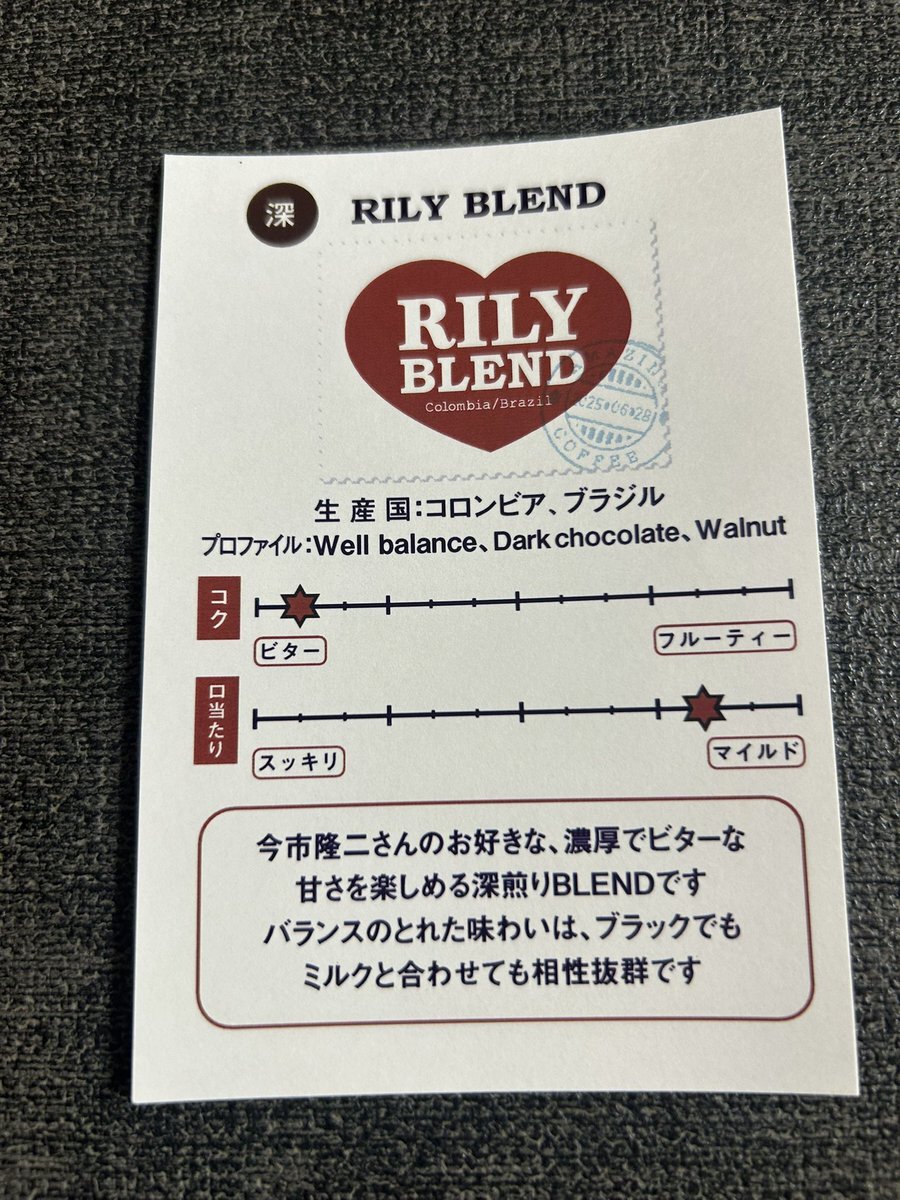 深
RILY BLEND
RILY
BLEND
Colombia/Brazil
COFFEE
生産国:コロンビア、ブラジル
プロファイル:Well balance、Dark chocolate、Walnut
コク
ビター
フルーティー
口当たり
スッキリ
マイルド
今市隆二さんのお好きな、濃厚でビターな
甘さを楽しめる深煎りBLENDです
バランスのとれた味わいは、ブラックでも
ミルクと合わせても相性抜群です